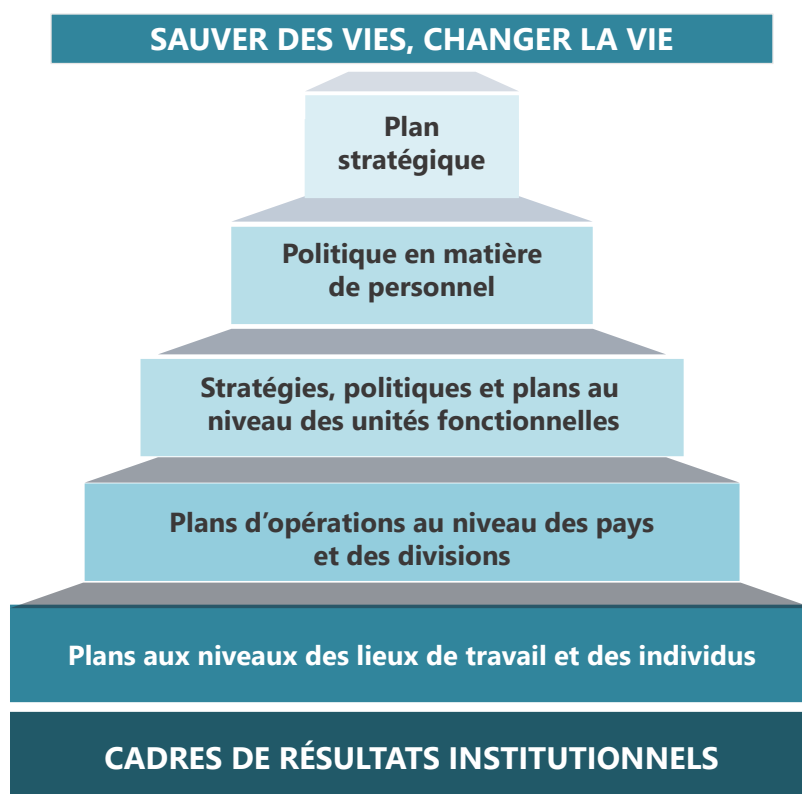 SAUVER DES VIES, CHANGER LA VIE
Plan
stratégique
Politique en matière
de personnel
Stratégies, politiques et plans au
niveau des unités fonctionnelles
Plans d’opérations au niveau des pays
et des divisions
Plans aux niveaux des lieux de travail et des individus
CADRES DE RÉSULTATS INSTITUTIONNELS